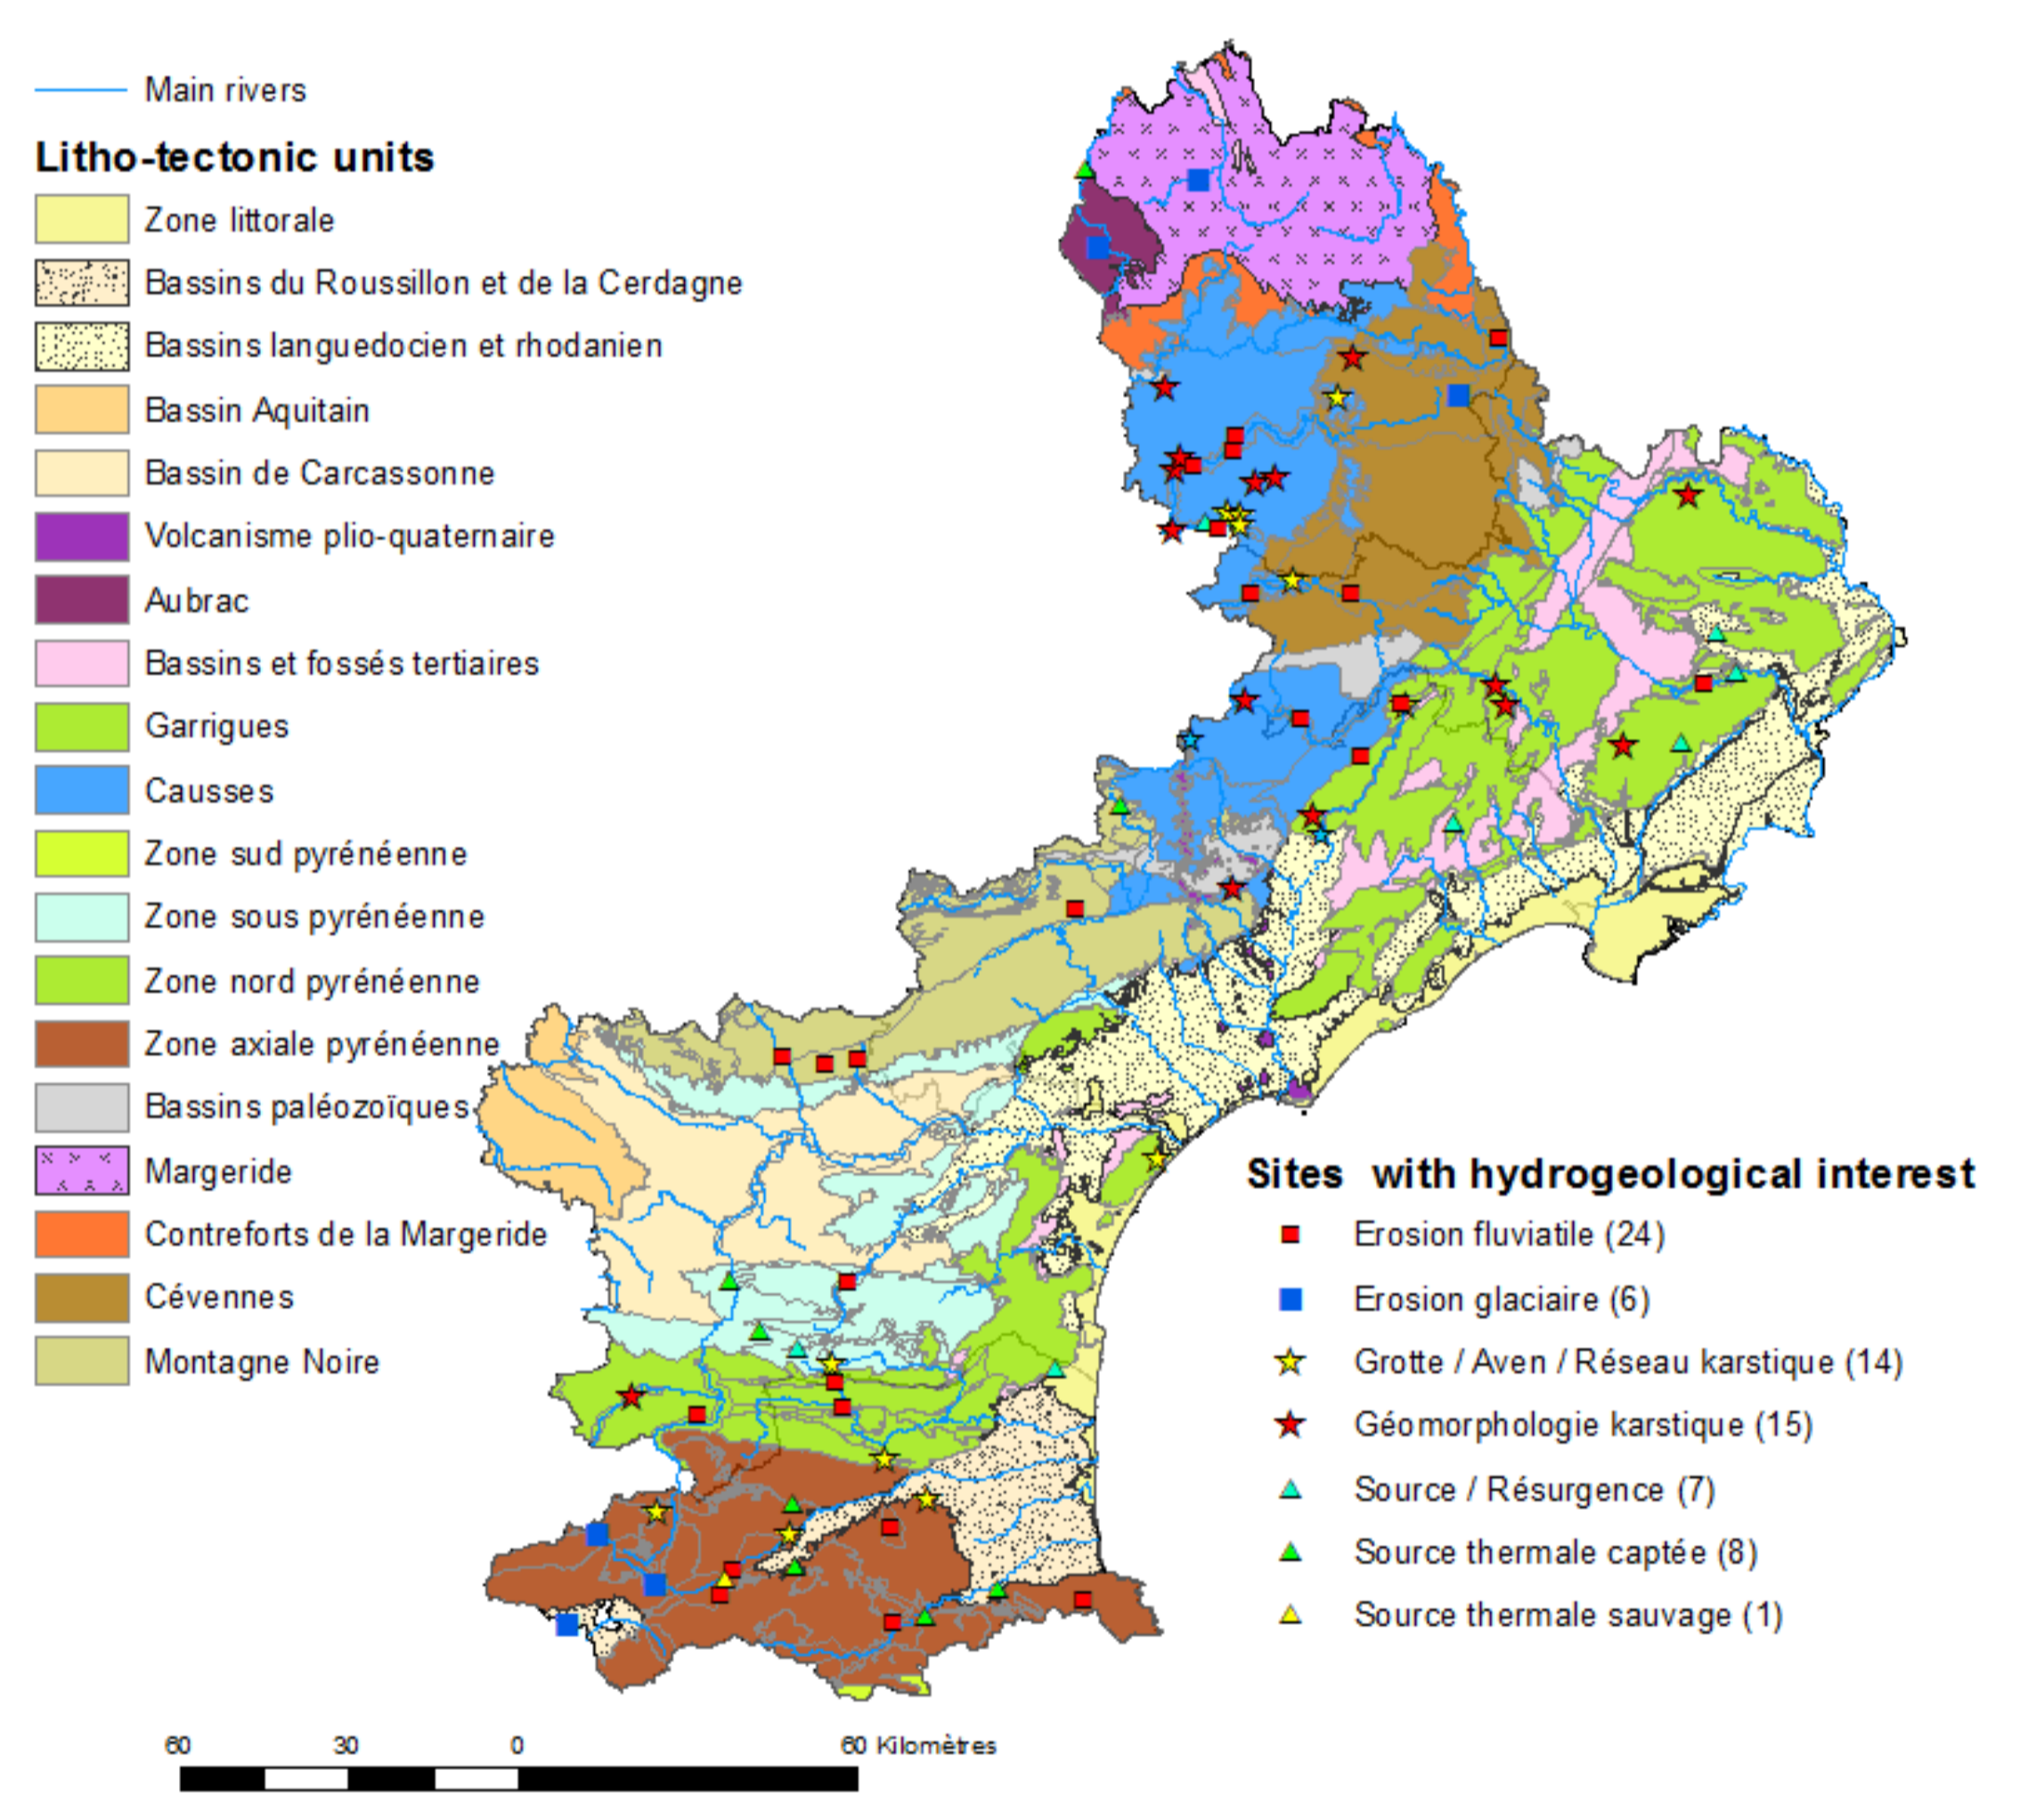 Main rivers
Litho-tectonic units
Zone littorale
Bassins du Roussillon et de la Cerdagne
Bassins languedocien et rhodanien
Bassin Aquitain
Bassin de Carcassonne
Volcanisme plio-quaternaire
Aubrac
Bassins et fossés tertiaires
Garrigues
Causses
Zone sud pyrénéenne
Zone sous pyrénéenne
Zone nord pyrénéenne
Zone axiale pyrénéenne
Bassins paléozoïques
Margeride
Contreforts de la Margeride
Cévennes
Montagne Noire
Sites with hydrogeological interest
Erosion fluviatile (24)
Erosion glaciaire (6)
Grotte / Aven / Réseau karstique (14)
Géomorphologie karstique (15)
Source / Résurgence (7)
Source thermale captée (8)
Source thermale sauvage (1)
60 30 0 60 Kilomètres